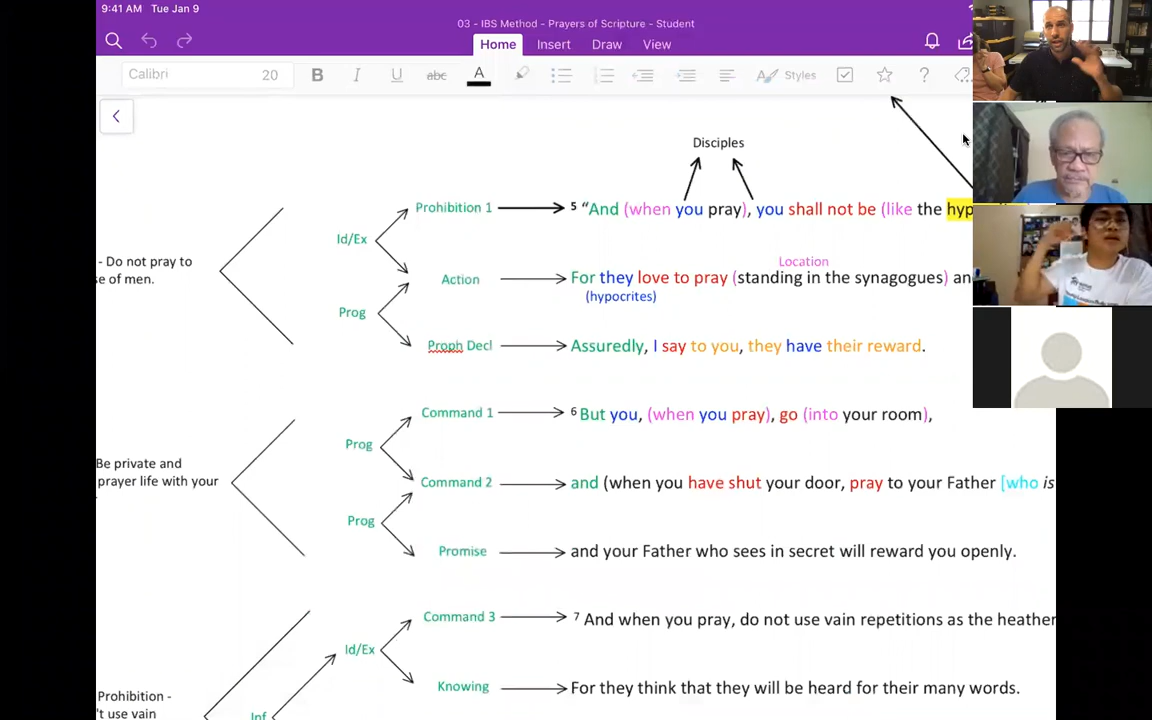 9:41 AM Tue Jan 9
03 - IBS Method - Prayers of Scripture - Student
Home Insert Draw View
Calibri 20 B I U abc A Styles ?
Disciples
Prohibition 1 5 “And (when you pray), you shall not be (like the hyp
Id/Ex
- Do not pray to
se of men.
Location
Action For they love to pray (standing in the synagogues) and
(hypocrites)
Prog
Proph Decl Assuredly, I say to you, they have their reward.
Command 1 6 But you, (when you pray), go (into your room),
Prog
Be private and
prayer life with your
Command 2 and (when you have shut your door, pray to your Father [who is
Prog
Promise and your Father who sees in secret will reward you openly.
Command 3 7 And when you pray, do not use vain repetitions as the heathen
Id/Ex
Knowing For they think that they will be heard for their many words.
Prohibition -
't use vain
Inf